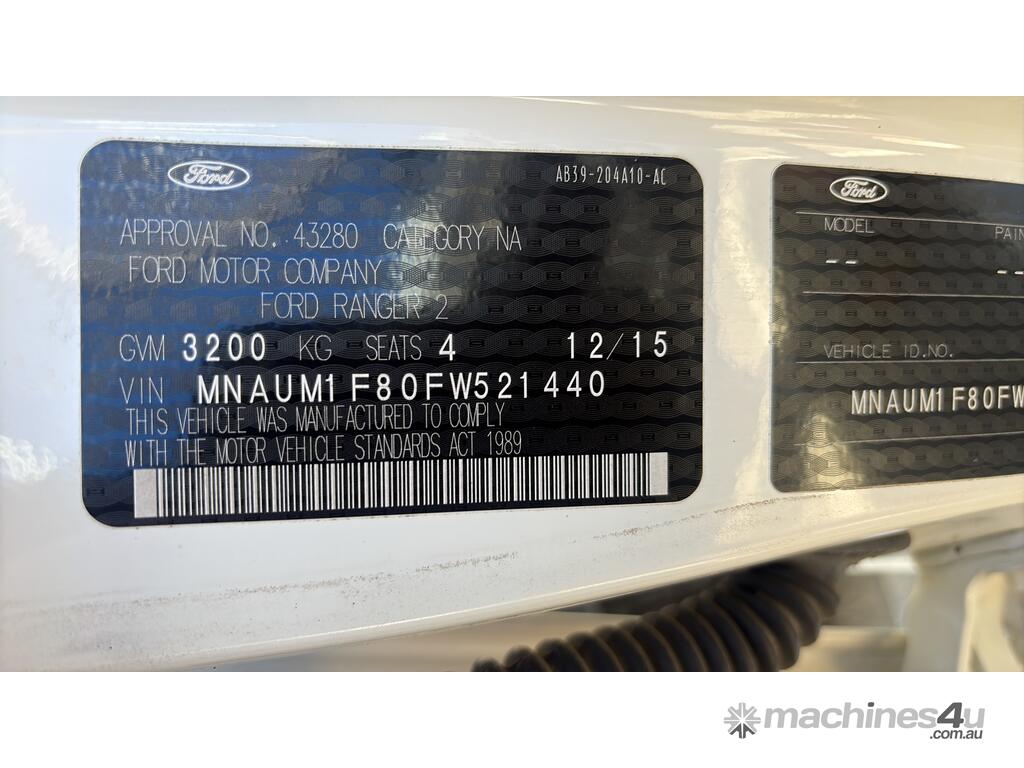 Ford
AB39-204A10-AC
APPROVAL NO. 43280 CATEGORY NA
FORD MOTOR COMPANY
FORD RANGER 2
GVM 3200 KG SEATS 4 12/15
VIN MNAUM1F80FW521440
THIS VEHICLE WAS MANUFACTURED TO COMPLY
WITH THE MOTOR VEHICLE STANDARDS ACT 1989
Ford
MODEL PAIN
-- --
VEHICLE ID.NO.
MNAUM1F80FW
machines4u
.com.au